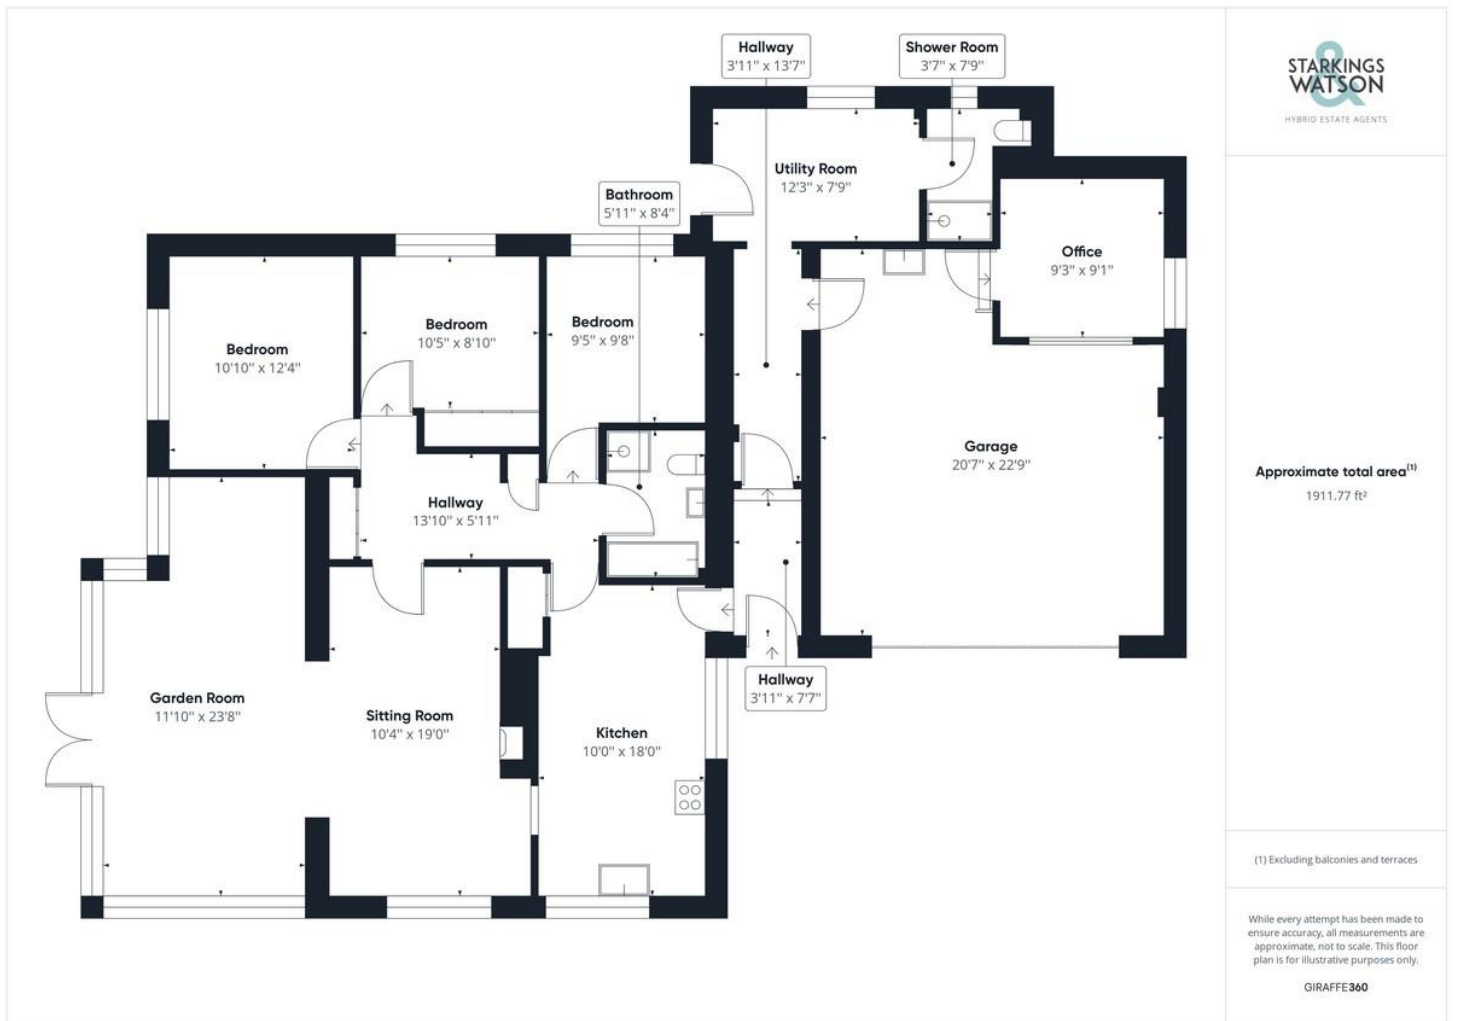 Hallway
3'11" x 13'7"
Shower Room
3'7" x 7'9"
STARKINGS
&
WATSON
HYBRID ESTATE AGENTS
Utility Room
12'3" x 7'9"
Bathroom
5'11" x 8'4"
Office
9'3" x 9'1"
Bedroom
10'10" x 12'4"
Bedroom
10'5" x 8'10"
Bedroom
9'5" x 9'8"
Garage
20'7" x 22'9"
Hallway
13'10" x 5'11"
Approximate total area(1)
1911.77 ft²
Garden Room
11'10" x 23'8"
Sitting Room
10'4" x 19'0"
Kitchen
10'0" x 18'0"
Hallway
3'11" x 7'7"
(1) Excluding balconies and terraces
While every attempt has been made to
ensure accuracy, all measurements are
approximate, not to scale. This floor
plan is for illustrative purposes only.
GIRAFFE360